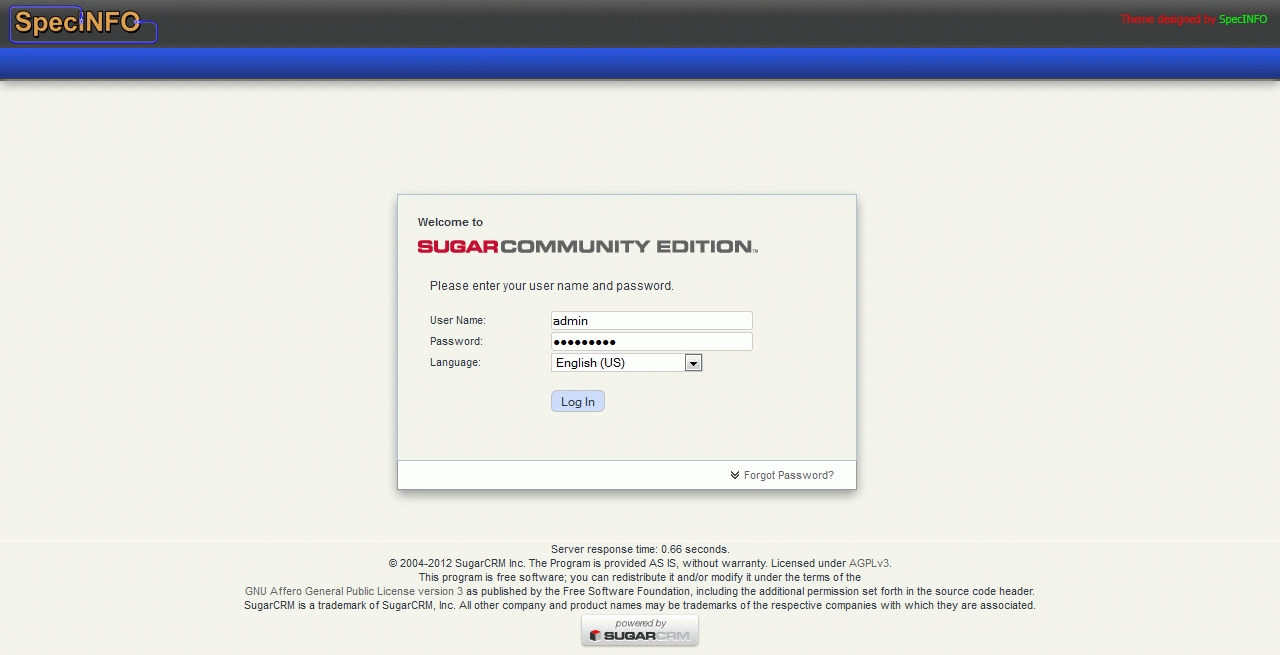 SpeciNFO
Theme designed by SpecINFO
Welcome to
SUGARCOMMUNITY EDITION.™
Please enter your user name and password.
User Name: admin
Password: ●●●●●●●●●
Language: English (US)
Log In
Forgot Password?
Server response time: 0.66 seconds.
© 2004-2012 SugarCRM Inc. The Program is provided AS IS, without warranty. Licensed under AGPLv3.
This program is free software; you can redistribute it and/or modify it under the terms of the
GNU Affero General Public License version 3 as published by the Free Software Foundation, including the additional permission set forth in the source code header.
SugarCRM is a trademark of SugarCRM, Inc. All other company and product names may be trademarks of the respective companies with which they are associated.
powered by
SUGARCRM